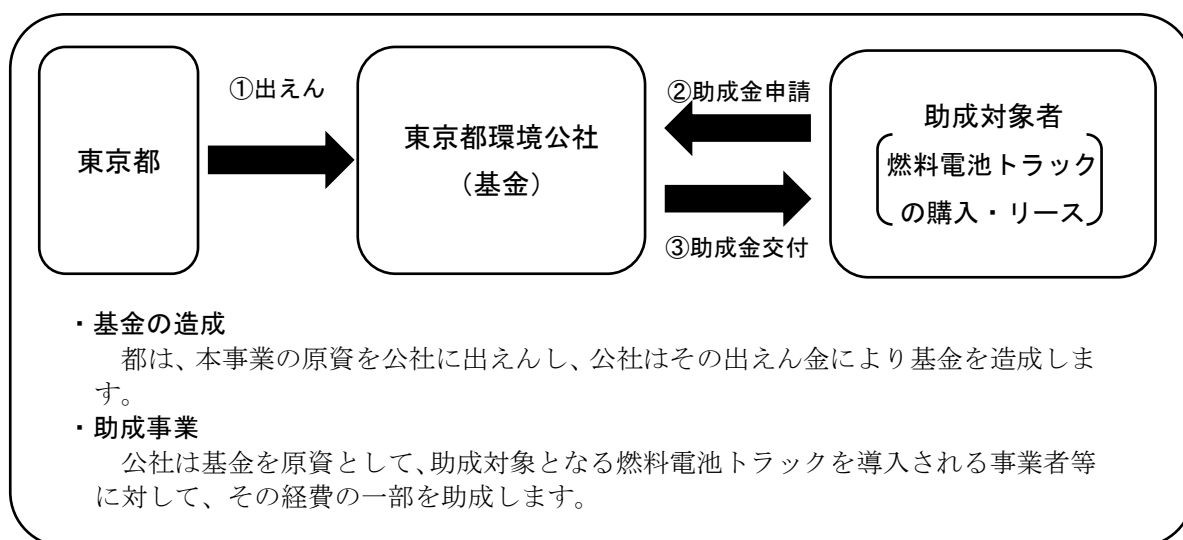 東京都
①出えん
東京都環境公社
（基金）
②助成金申請
③助成金交付
助成対象者
燃料電池トラック
の購入・リース
・基金の造成
都は、本事業の原資を公社に出えんし、公社はその出えん金により基金を造成しま
す。
・助成事業
公社は基金を原資として、助成対象となる燃料電池トラックを導入される事業者等
に対して、その経費の一部を助成します。